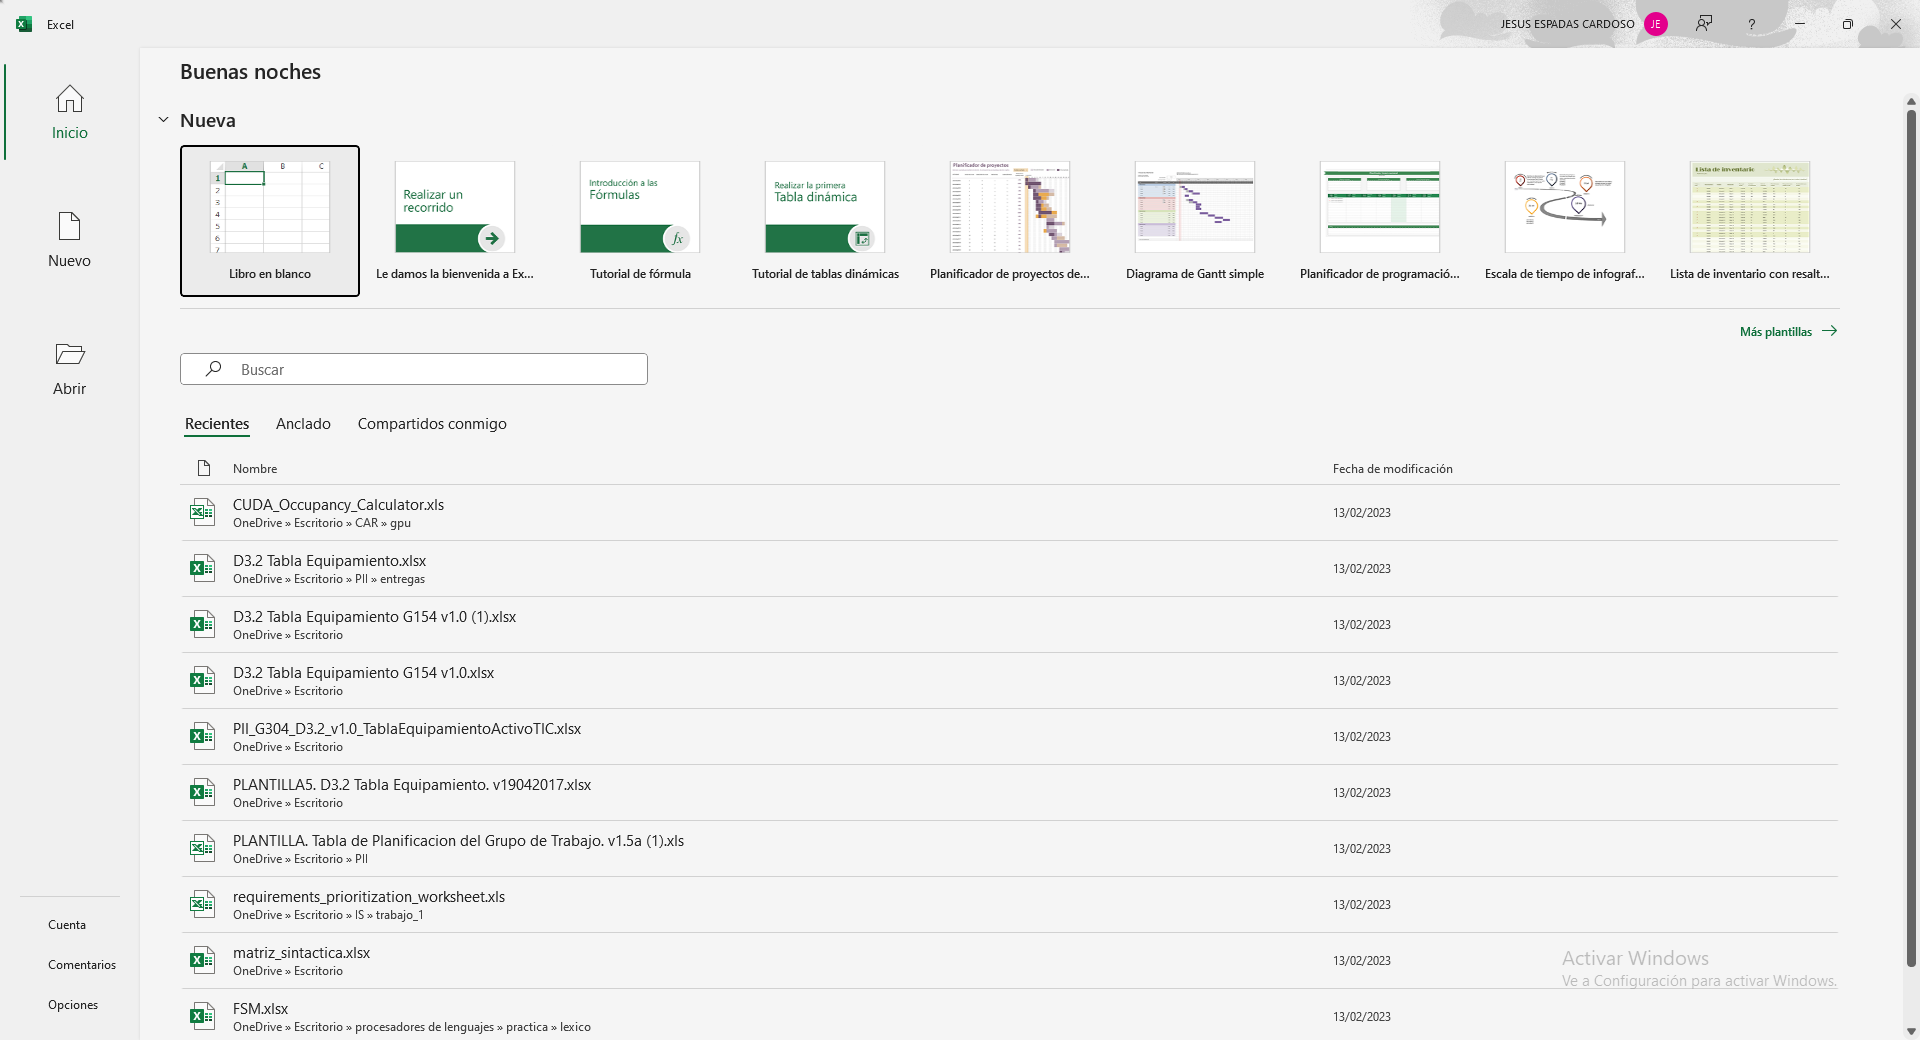 Excel
JESUS ESPADAS CARDOSO
JE
?
Buenas noches
Inicio
Nuevo
Abrir
Nueva
A B C
1
2
3
4
5
6
7
Realizar un
recorrido
Introducción a las
Fórmulas
fx
Realizar la primera
Tabla dinámica
Planificador de proyectos
Lista de inventario
Libro en blanco
Le damos la bienvenida a Ex...
Tutorial de fórmula
Tutorial de tablas dinámicas
Planificador de proyectos de...
Diagrama de Gantt simple
Planificador de programació...
Escala de tiempo de infograf...
Lista de inventario con resalt...
Más plantillas
Buscar
Recientes Anclado Compartidos conmigo
Nombre Fecha de modificación
CUDA_Occupancy_Calculator.xls
OneDrive » Escritorio » CAR » gpu
13/02/2023
D3.2 Tabla Equipamiento.xlsx
OneDrive » Escritorio » PII » entregas
13/02/2023
D3.2 Tabla Equipamiento G154 v1.0 (1).xlsx
OneDrive » Escritorio
13/02/2023
D3.2 Tabla Equipamiento G154 v1.0.xlsx
OneDrive » Escritorio
13/02/2023
PII_G304_D3.2_v1.0_TablaEquipamientoActivoTIC.xlsx
OneDrive » Escritorio
13/02/2023
PLANTILLA5. D3.2 Tabla Equipamiento. v19042017.xlsx
OneDrive » Escritorio
13/02/2023
PLANTILLA. Tabla de Planificacion del Grupo de Trabajo. v1.5a (1).xls
OneDrive » Escritorio » PII
13/02/2023
requirements_prioritization_worksheet.xls
OneDrive » Escritorio » IS » trabajo_1
13/02/2023
matriz_sintactica.xlsx
OneDrive » Escritorio
13/02/2023
FSM.xlsx
OneDrive » Escritorio » procesadores de lenguajes » practica » lexico
13/02/2023
Cuenta
Comentarios
Opciones
Activar Windows
Ve a Configuración para activar Windows.